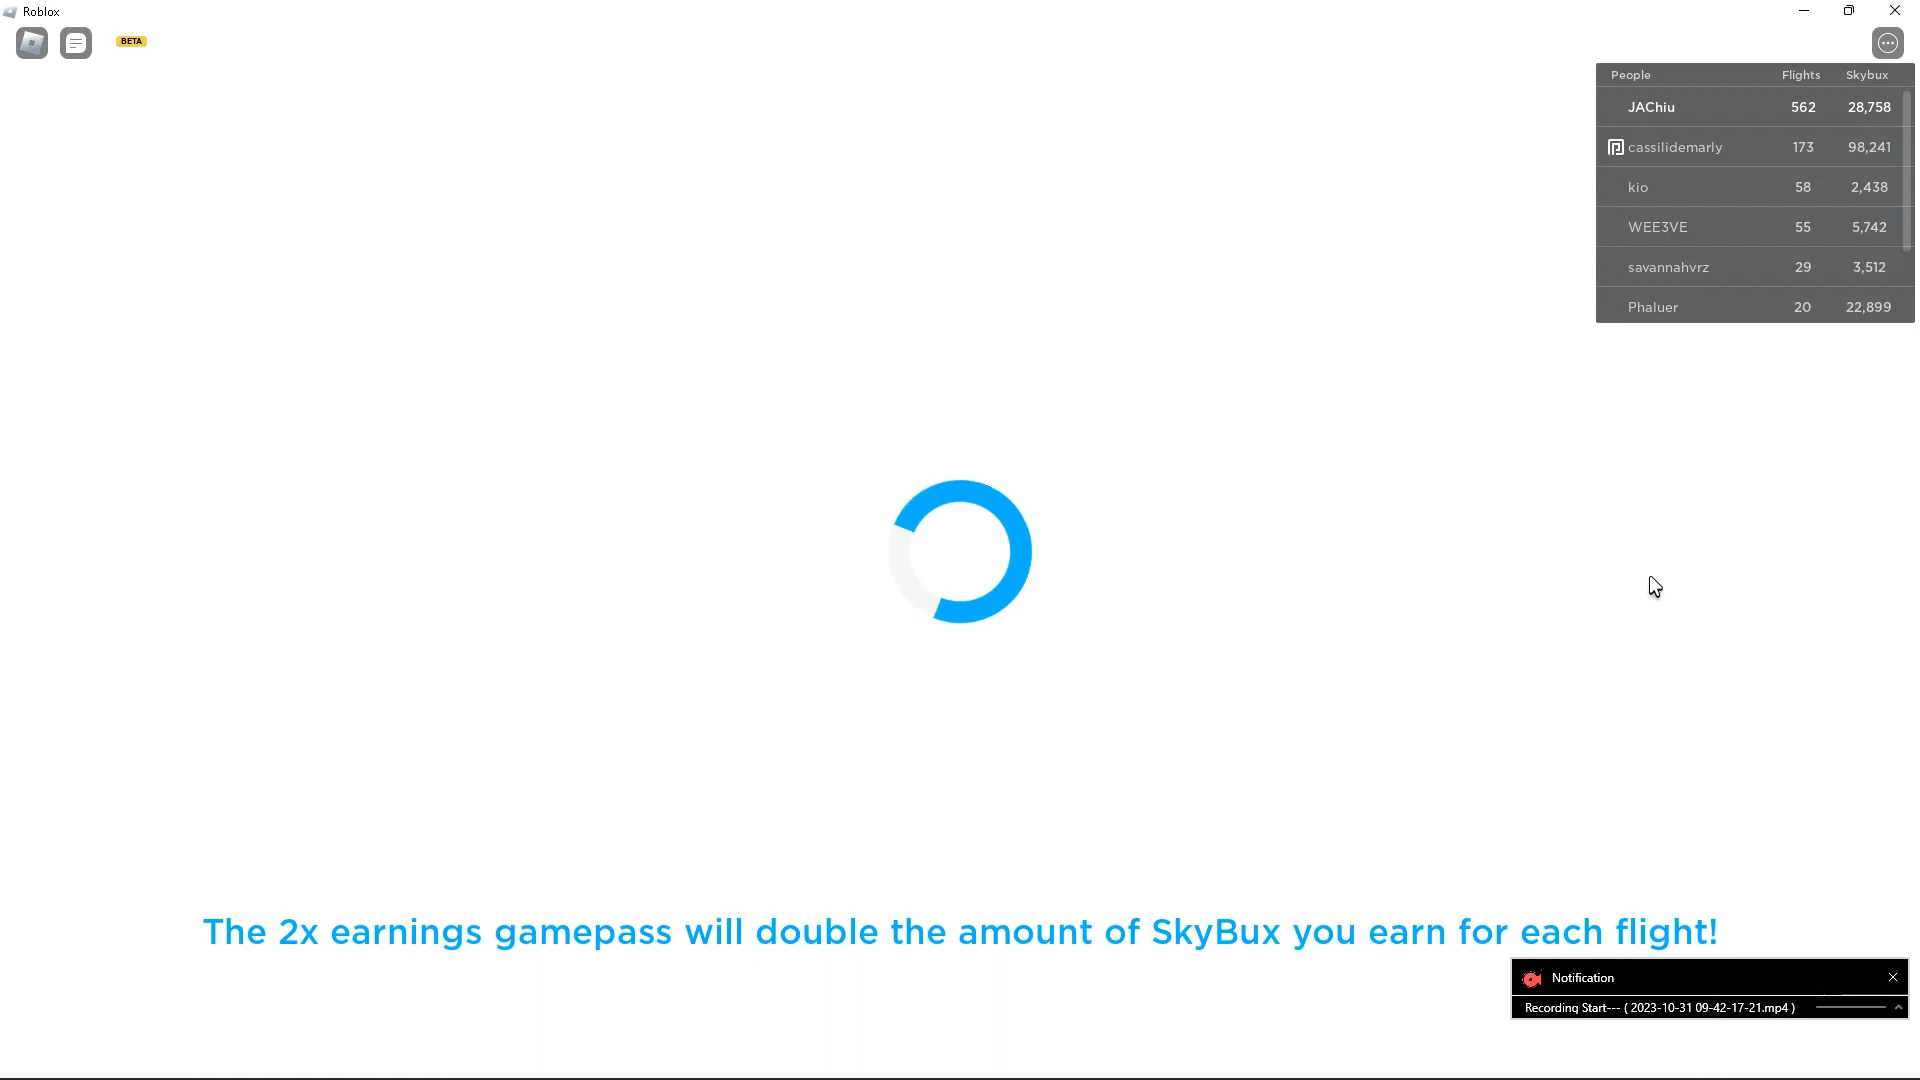 Roblox
BETA
People Flights Skybux
JAChiu 562 28,758
cassilidemarly 173 98,241
kio 58 2,438
WEE3VE 55 5,742
savannahvrz 29 3,512
Phaluer 20 22,899
The 2x earnings gamepass will double the amount of SkyBux you earn for each flight!
Notification
Recording Start--- ( 2023-10-31 09-42-17-21.mp4 )